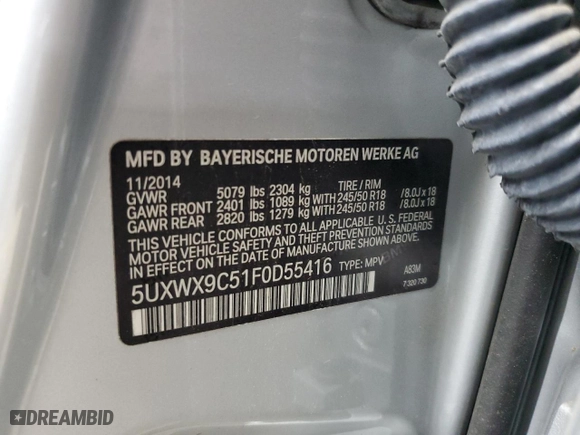 MFD BY BAYERISCHE MOTOREN WERKE AG
11/2014
GVWR 5079 lbs 2304 kg TIRE / RIM
GAWR FRONT 2401 lbs 1089 kg WITH 245/50 R18 /8.0J x 18
GAWR REAR 2820 lbs 1279 kg WITH 245/50 R18 /8.0J x 18
THIS VEHICLE CONFORMS TO ALL APPLICABLE U.S. FEDERAL
MOTOR VEHICLE SAFETY AND THEFT PREVENTION STANDARDS
IN EFFECT ON THE DATE OF MANUFACTURE SHOWN ABOVE.
5UXWX9C51F0D55416 TYPE: MPV A83M
7 320 730
DREAMBID